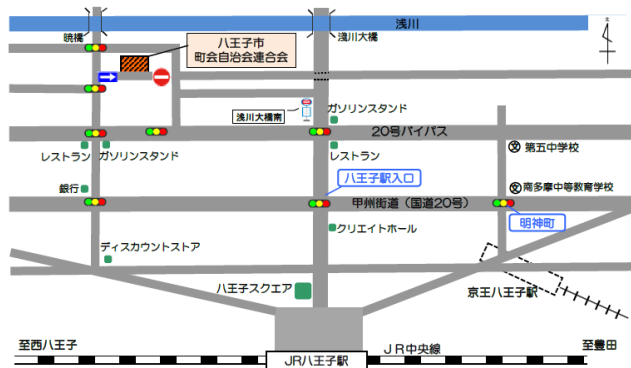 浅川
暁橋
浅川大橋
八王子市
町会自治会連合会
ガソリンスタンド
浅川大橋南
20号バイパス
レストラン
ガソリンスタンド
レストラン
第五中学校
八王子駅入口
銀行
南多摩中等教育学校
甲州街道（国道20号）
明神町
クリエイトホール
ディスカウントストア
八王子スクエア
京王八王子駅
至西八王子
JR中央線
至豊田
JR八王子駅